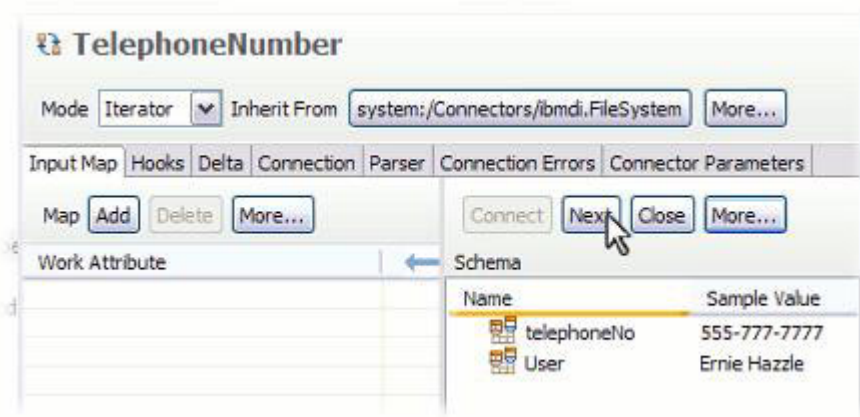 TelephoneNumber
Mode Iterator Inherit From system:/Connectors/ibmdi.FileSystem More...
Input Map Hooks Delta Connection Parser Connection Errors Connector Parameters
Map Add Delete More... Connect Next Close More...
Work Attribute Schema
Name Sample Value
telephoneNo 555-777-7777
User Ernie Hazzle